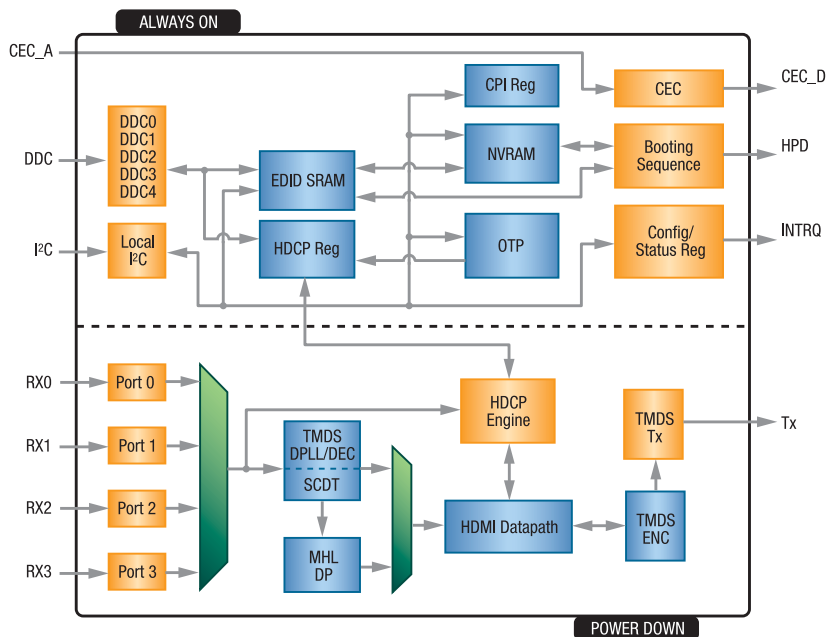 ALWAYS ON
CEC_A
CPI Reg
CEC
CEC_D
DDC
DDC0
DDC1
DDC2
DDC3
DDC4
EDID SRAM
NVRAM
Booting
Sequence
HPD
I²C
Local
I²C
HDCP Reg
OTP
Config/
Status Reg
INTRQ
RX0
Port 0
HDCP
Engine
TMDS
Tx
Tx
RX1
Port 1
TMDS
DPLL/DEC
SCDT
RX2
Port 2
HDMI Datapath
TMDS
ENC
RX3
Port 3
MHL
DP
POWER DOWN